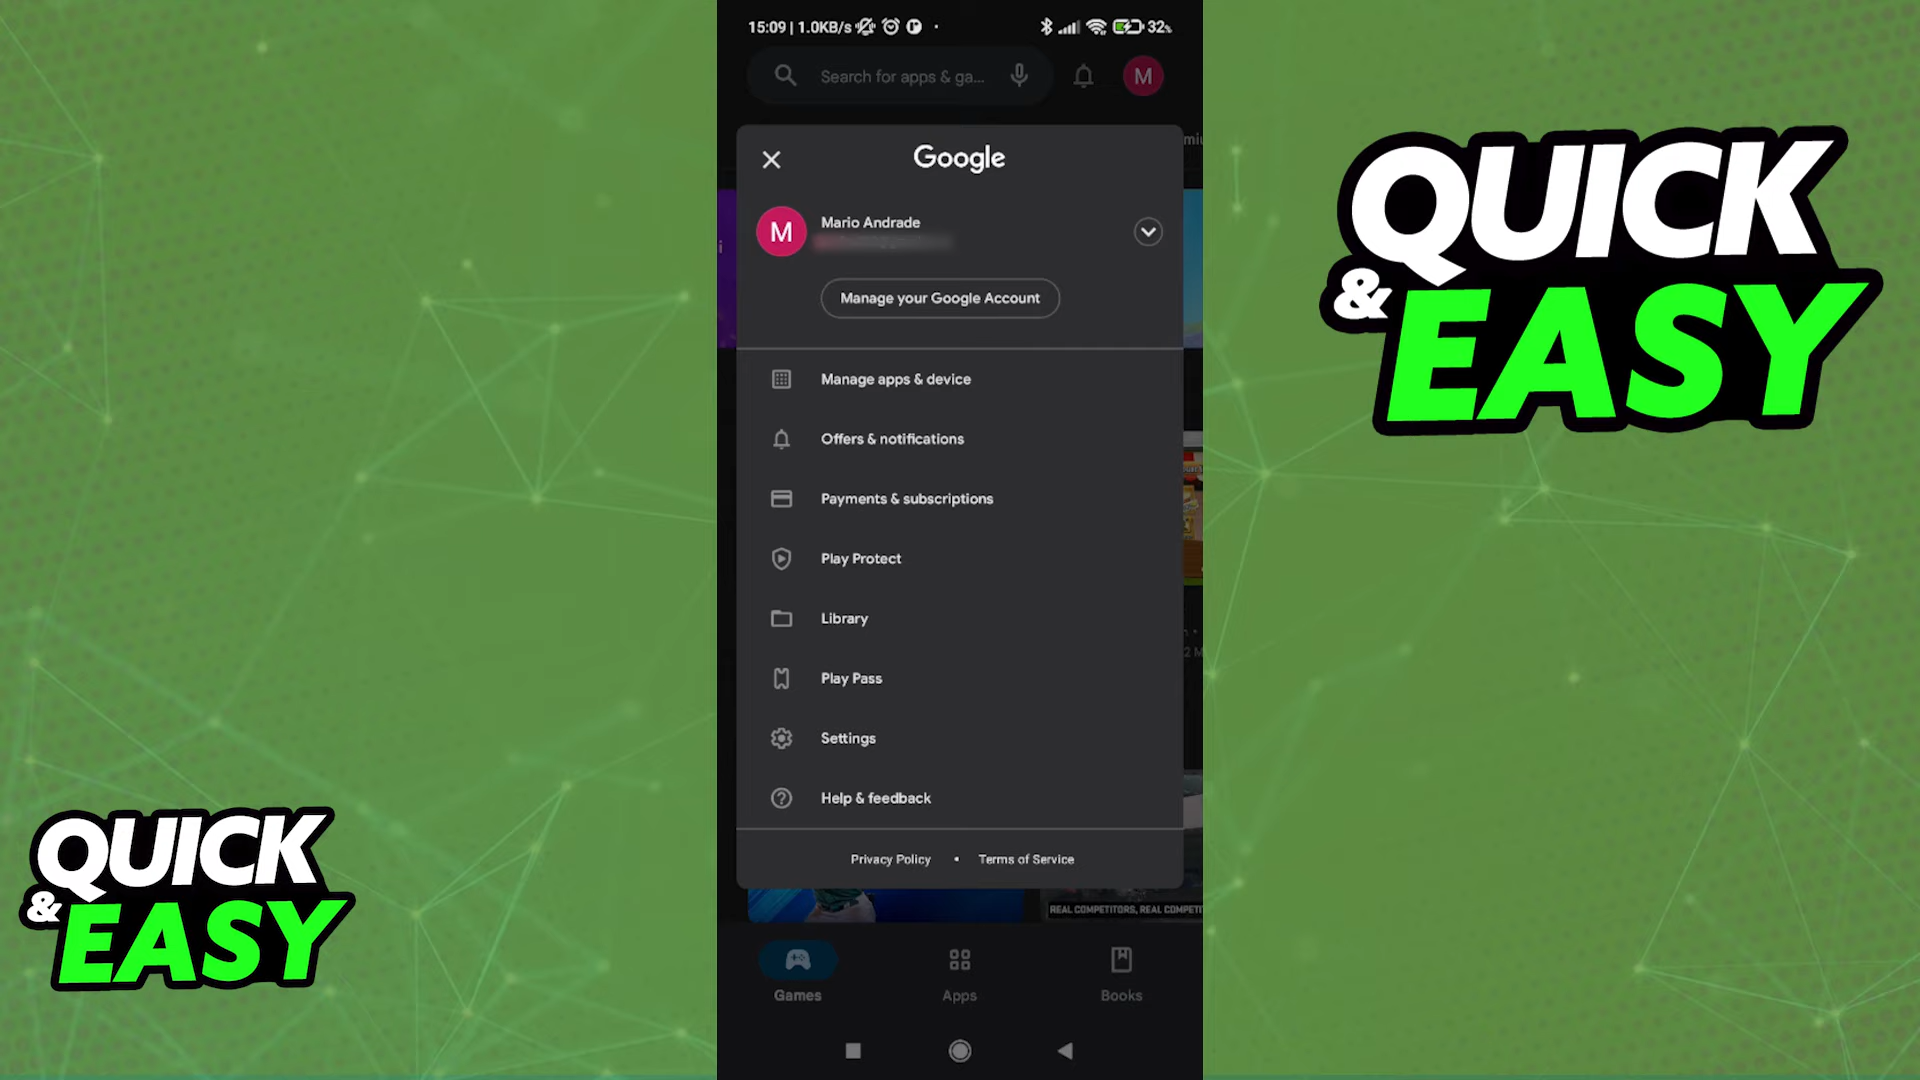 15:09 | 1.0KB/s
32%
Search for apps & ga...
M
Google
M
Mario Andrade
Manage your Google Account
Manage apps & device
Offers & notifications
Payments & subscriptions
Play Protect
Library
Play Pass
Settings
Help & feedback
Privacy Policy • Terms of Service
REAL COMPETITORS, REAL COMPETI
Games
Apps
Books
QUICK
& EASY
QUICK
& EASY